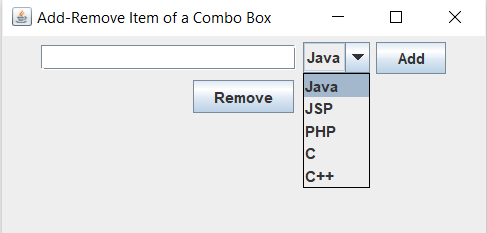 Add-Remove Item of a Combo Box
Java Add
Remove
Java
JSP
PHP
C
C++